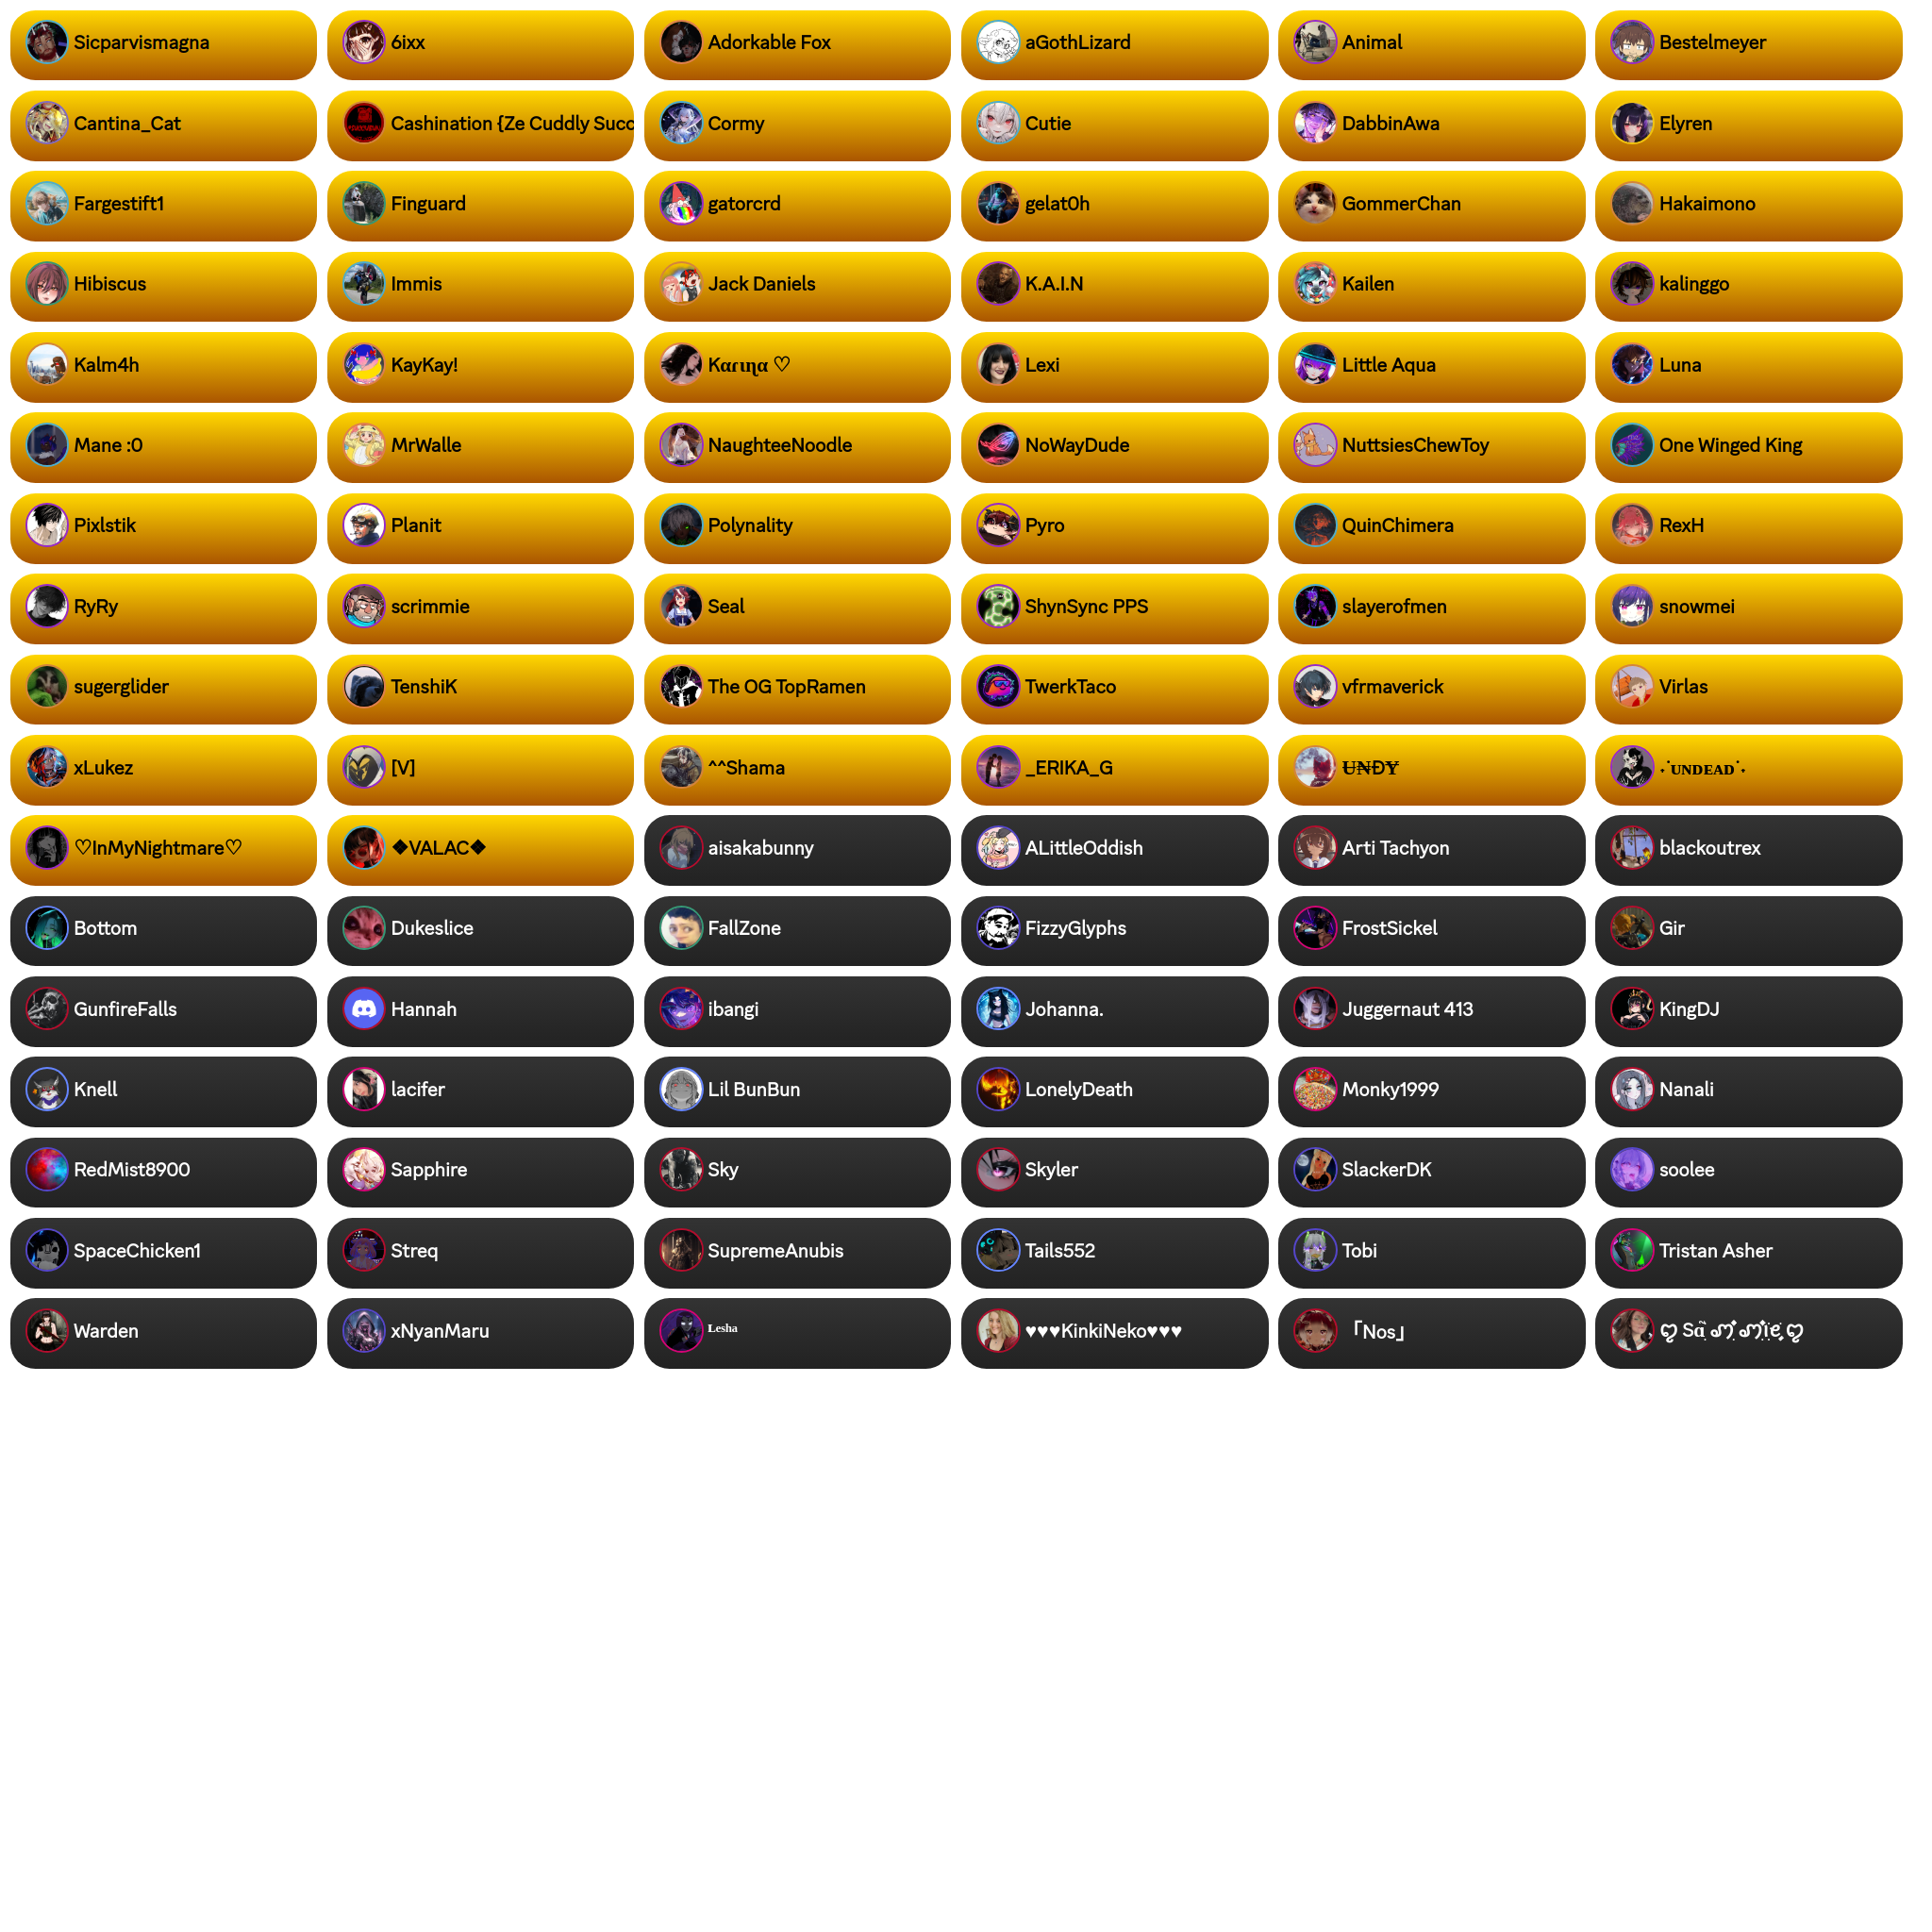 Sicparvismagna
6ixx
Adorkable Fox
aGothLizard
Animal
Bestelmeyer
Cantina_Cat
Cashination {Ze Cuddly Succ
Cormy
Cutie
DabbinAwa
Elyren
Fargestift1
Finguard
gatorcrd
gelat0h
GommerChan
Hakaimono
Hibiscus
Immis
Jack Daniels
K.A.I.N
Kailen
kalinggo
Kalm4h
KayKay!
Kαɾιɳα ♡
Lexi
Little Aqua
Luna
Mane :0
MrWalle
NaughteeNoodle
NoWayDude
NuttsiesChewToy
One Winged King
Pixlstik
Planit
Polynality
Pyro
QuinChimera
RexH
RyRy
scrimmie
Seal
ShynSync PPS
slayerofmen
snowmei
sugerglider
TenshiK
The OG TopRamen
TwerkTaco
vfrmaverick
Virlas
xLukez
[V]
^^Shama
_ERIKA_G
U̶N̶ĐY̶
˙·ᴜɴᴅᴇᴀᴅ˙·
♡InMyNightmare♡
❖VALAC❖
aisakabunny
ALittleOddish
Arti Tachyon
blackoutrex
Bottom
Dukeslice
FallZone
FizzyGlyphs
FrostSickel
Gir
GunfireFalls
Hannah
ibangi
Johanna.
Juggernaut 413
KingDJ
Knell
lacifer
Lil BunBun
LonelyDeath
Monky1999
Nanali
RedMist8900
Sapphire
Sky
Skyler
SlackerDK
soolee
SpaceChicken1
Streq
SupremeAnubis
Tails552
Tobi
Tristan Asher
Warden
xNyanMaru
ᴸᵉˢʰᵃ
♥♥♥KinkiNeko♥♥♥
「Nos」